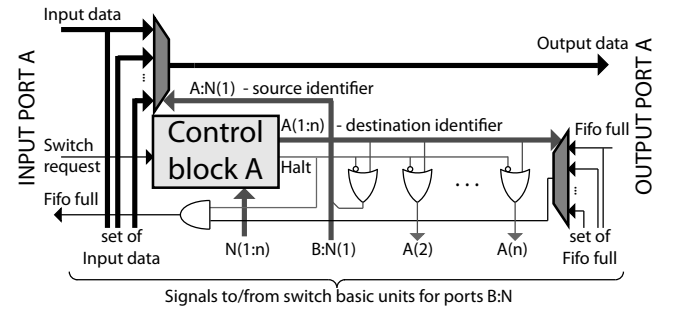 Input data
Output data
INPUT PORT A
OUTPUT PORT A
...
A:N(1) - source identifier
Control
block A
A(1:n) - destination identifier
Fifo full
Switch
request
Halt
Fifo full
...
...
set of
Input data
N(1:n)
B:N(1)
A(2)
A(n)
set of
Fifo full
Signals to/from switch basic units for ports B:N